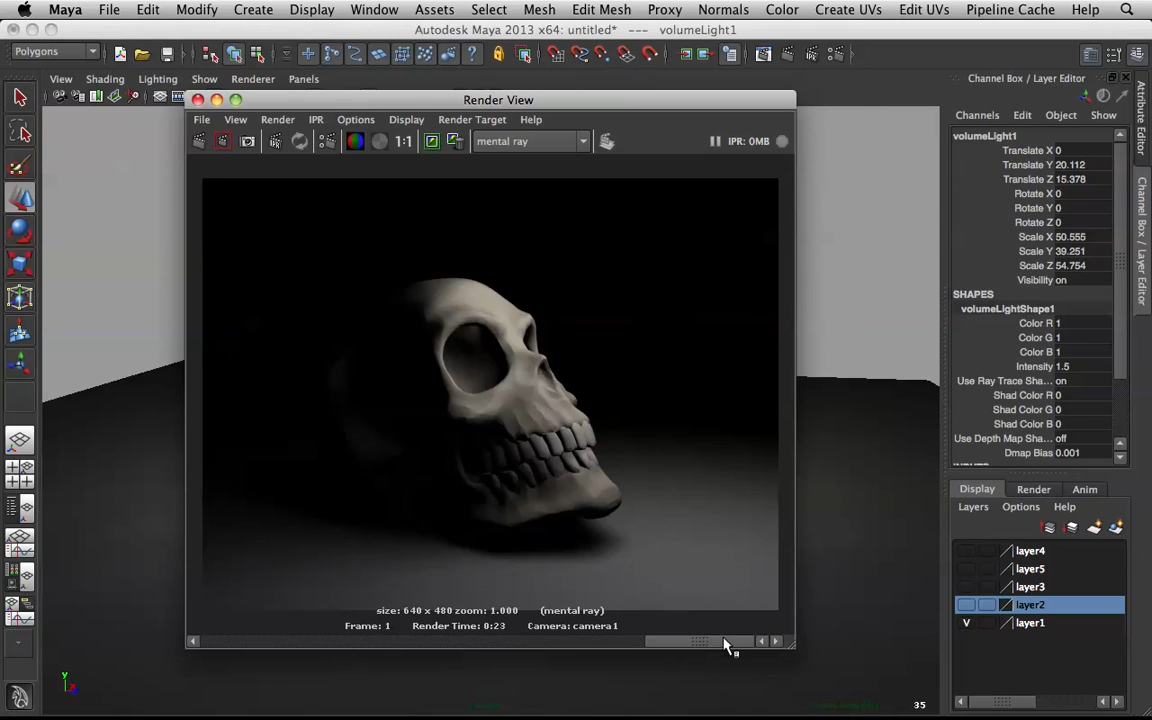 Maya File Edit Modify Create Display Window Assets Select Mesh Edit Mesh Proxy Normals Color Create UVs Edit UVs Pipeline Cache Help
Autodesk Maya 2013 x64: untitled* --- volumeLight1
Polygons
View Shading Lighting Show Renderer Panels
Channel Box / Layer Editor
Render View
File View Render IPR Options Display Render Target Help
1:1 mental ray IPR: 0MB
size: 640 x 480 zoom: 1.000 (mental ray)
Frame: 1 Render Time: 0:23 Camera: camera1
y
x
35
Channels Edit Object Show
volumeLight1
Translate X 0
Translate Y 20.112
Translate Z 15.378
Rotate X 0
Rotate Y 0
Rotate Z 0
Scale X 50.555
Scale Y 39.251
Scale Z 54.754
Visibility on
SHAPES
volumeLightShape1
Color R 1
Color G 1
Color B 1
Intensity 1.5
Use Ray Trace Sha... on
Shad Color R 0
Shad Color G 0
Shad Color B 0
Use Depth Map Sha... off
Dmap Bias 0.001
Display Render Anim
Layers Options Help
layer4
layer5
layer3
layer2
V layer1
Attribute Editor
Channel Box / Layer Editor